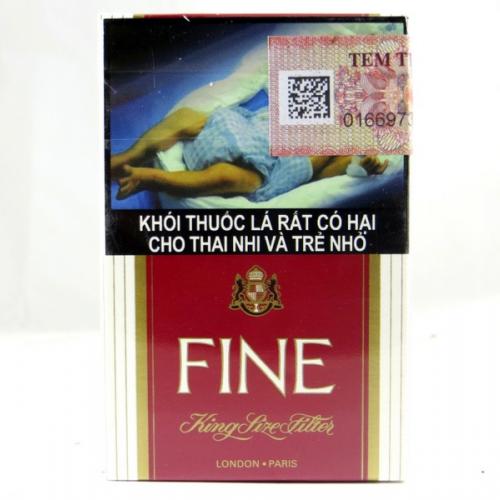 TEM
016697
KHÓI THUỐC LÁ RẤT CÓ HẠI
CHO THAI NHI VÀ TRẺ NHỎ
FINE
King Size Filter
LONDON • PARIS